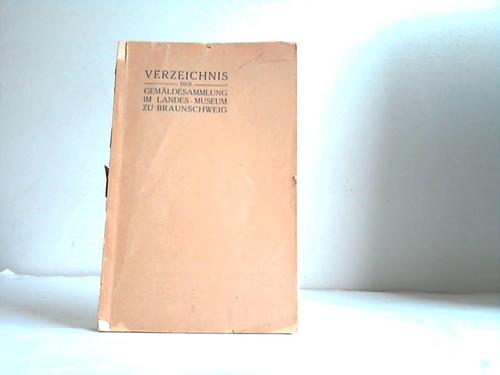 VERZEICHNIS
DER
GEMÄLDESAMMLUNG
IM LANDES-MUSEUM
ZU BRAUNSCHWEIG